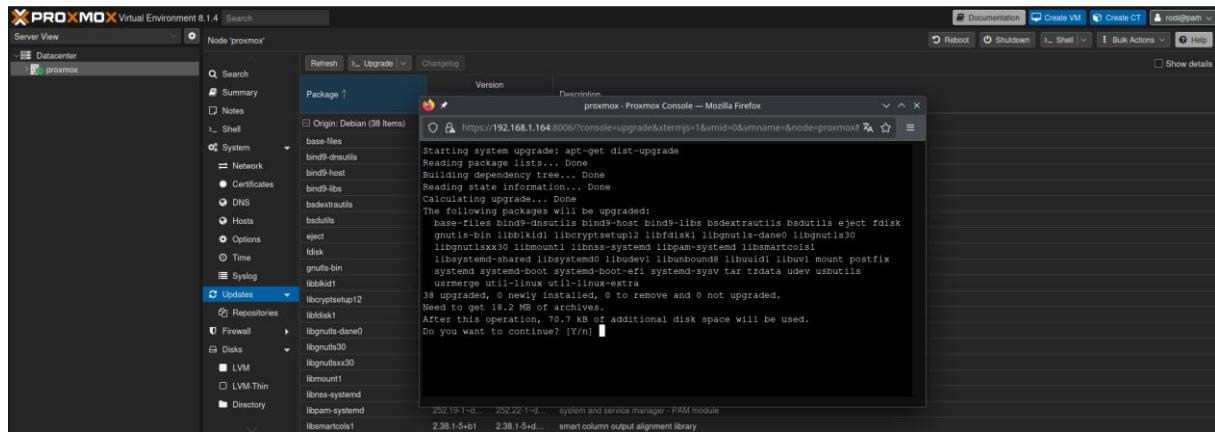 PROXMOX Virtual Environment 8.1.4 Search
Documentation Create VM Create CT root@pam
Server View
Node 'proxmox'
Reboot Shutdown >_ Shell Bulk Actions Help
Datacenter
proxmox
Search
Summary
Notes
>_ Shell
System
Network
Certificates
DNS
Hosts
Options
Time
Syslog
Updates
Repositories
Firewall
Disks
LVM
LVM-Thin
Directory
Refresh >_ Upgrade Changelog
Show details
Version
Package ↑ Description
Origin: Debian (38 Items)
base-files
bind9-dnsutils
bind9-host
bind9-libs
bsdextrautils
bsdutils
eject
fdisk
gnutls-bin
libblkid1
libcryptsetup12
libfdisk1
libgnutls-dane0
libgnutls30
libgnutlsxx30
libmount1
libnss-systemd
libpam-systemd 252.19-1~d... 252.22-1~d... system and service manager - PAM module
libsmartcols1 2.38.1-5+b1 2.38.1-5+d... smart column output alignment library
proxmox - Proxmox Console — Mozilla Firefox
https://192.168.1.164:8006/?console=upgrade&xtermjs=1&vmid=0&vmname=&node=proxmox&
Starting system upgrade: apt-get dist-upgrade
Reading package lists... Done
Building dependency tree... Done
Reading state information... Done
Calculating upgrade... Done
The following packages will be upgraded:
base-files bind9-dnsutils bind9-host bind9-libs bsdextrautils bsdutils eject fdisk
gnutls-bin libblkid1 libcryptsetup12 libfdisk1 libgnutls-dane0 libgnutls30
libgnutlsxx30 libmount1 libnss-systemd libpam-systemd libsmartcols1
libsystemd-shared libsystemd0 libudev1 libunbound8 libuuid1 libuv1 mount postfix
systemd systemd-boot systemd-boot-efi systemd-sysv tar tzdata udev usbutils
usrmerge util-linux util-linux-extra
38 upgraded, 0 newly installed, 0 to remove and 0 not upgraded.
Need to get 18.2 MB of archives.
After this operation, 70.7 kB of additional disk space will be used.
Do you want to continue? [Y/n]